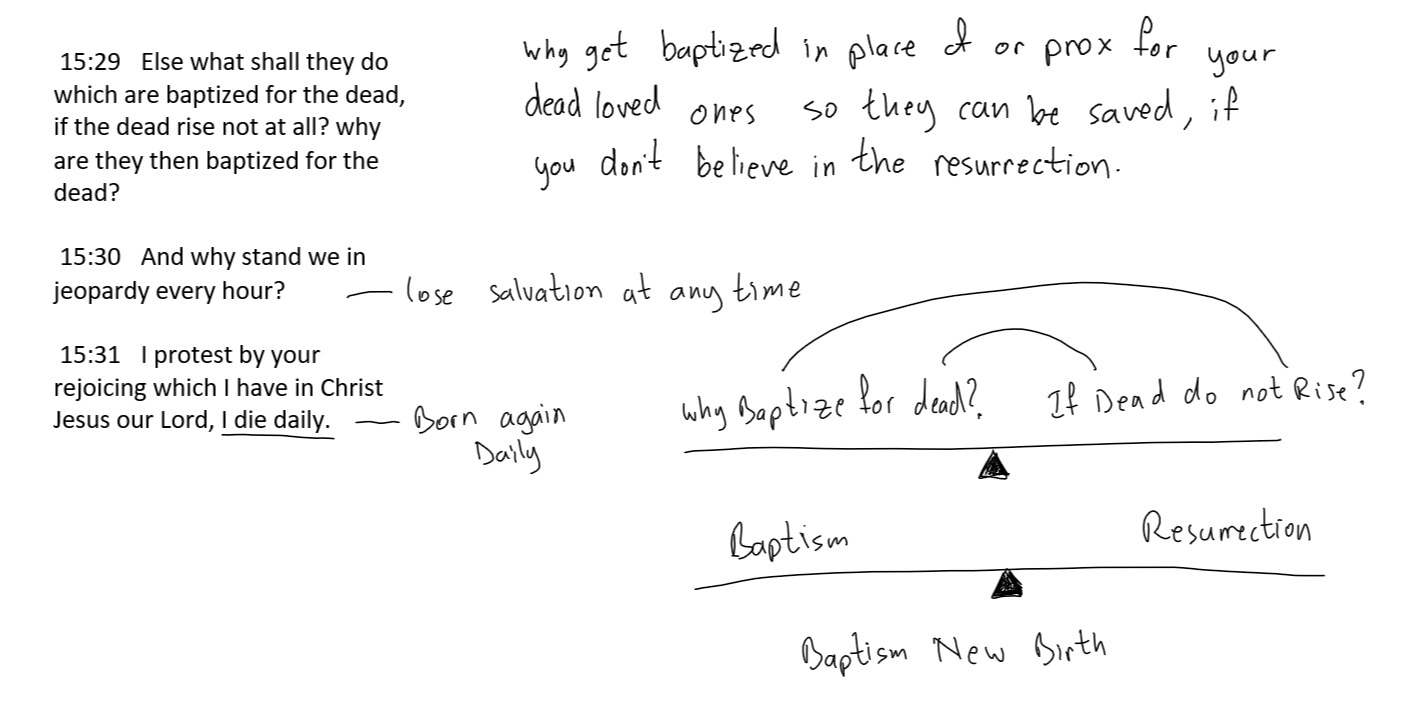 15:29 Else what shall they do
which are baptized for the dead,
if the dead rise not at all? why
are they then baptized for the
dead?
why get baptized in place of or prox for your
dead loved ones so they can be saved, if
you don't believe in the resurrection.
15:30 And why stand we in
jeopardy every hour?
— lose salvation at any time
15:31 I protest by your
rejoicing which I have in Christ
Jesus our Lord, I die daily.
— Born again
Daily
why Baptize for dead? If Dead do not Rise?
Baptism Resurrection
Baptism New Birth